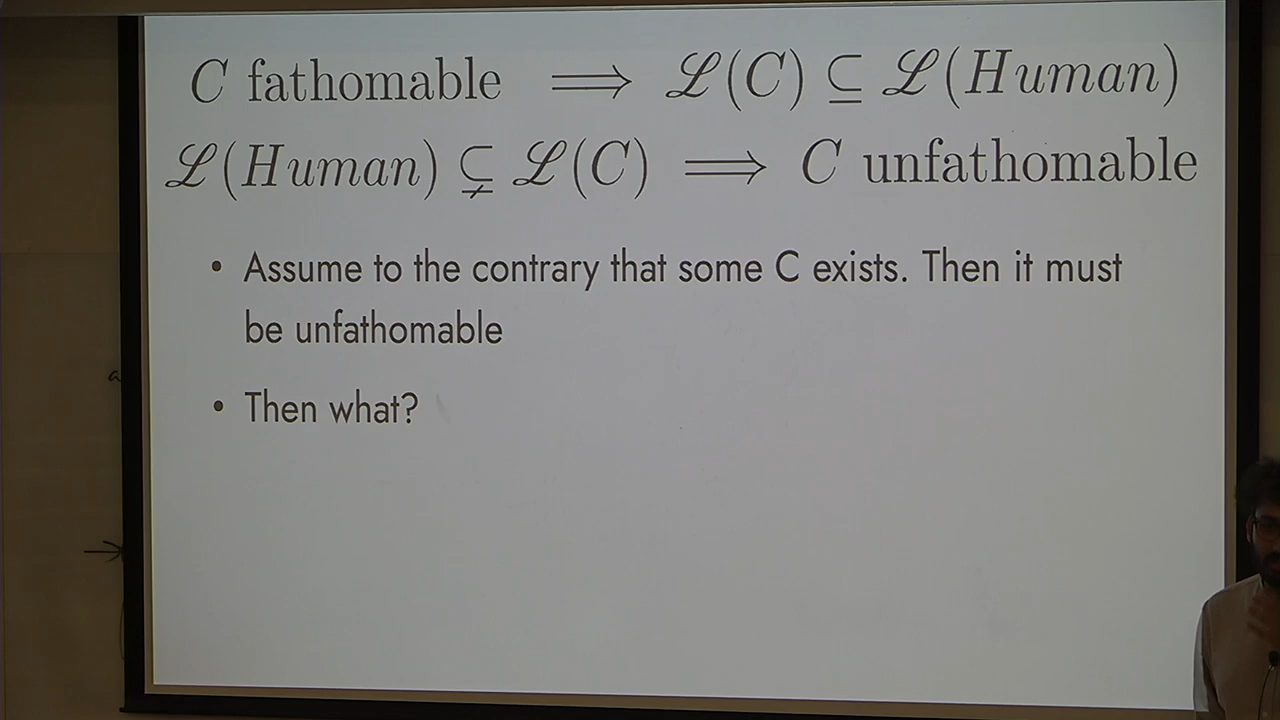 C fathomable ⟹ ℒ(C) ⊆ ℒ(Human)
ℒ(Human) ⊊ ℒ(C) ⟹ C unfathomable
• Assume to the contrary that some C exists. Then it must
be unfathomable
• Then what?